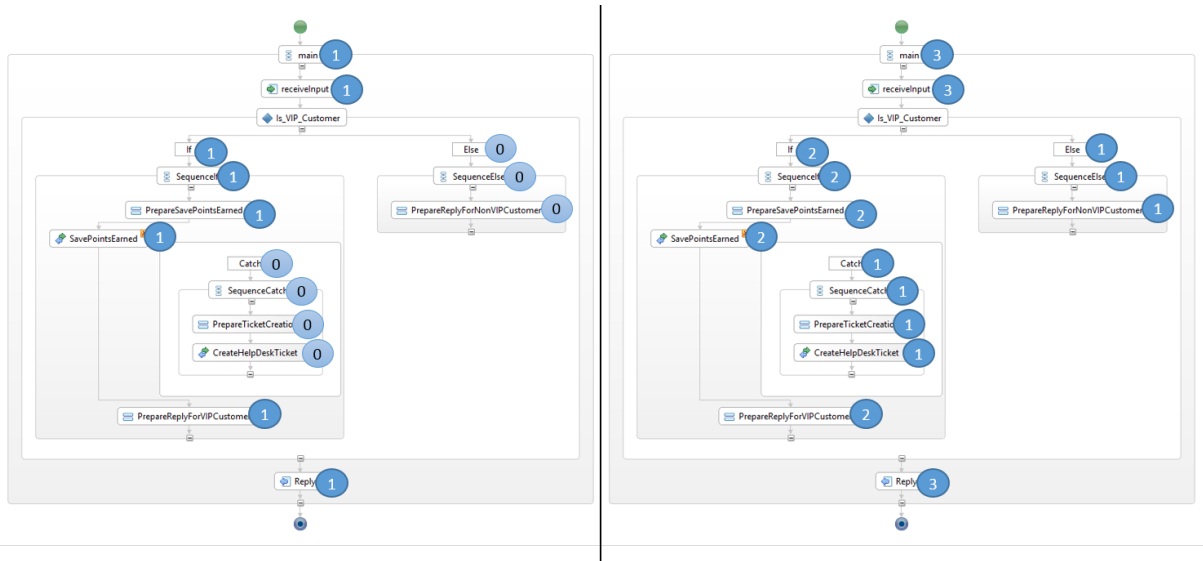 main 1
receiveInput 1
Is_VIP_Customer
If 1
Else 0
SequenceIf 1
SequenceElse 0
PrepareSavePointsEarned 1
PrepareReplyForNonVIPCustomer 0
SavePointsEarned 1
Catch 0
SequenceCatch 0
PrepareTicketCreatio 0
CreateHelpDeskTicket 0
PrepareReplyForVIPCustomer 1
Reply 1
main 3
receiveInput 3
Is_VIP_Customer
If 2
Else 1
SequenceIf 2
SequenceElse 1
PrepareSavePointsEarned 2
PrepareReplyForNonVIPCustomer 1
SavePointsEarned 2
Catch 1
SequenceCatch 1
PrepareTicketCreatio 1
CreateHelpDeskTicket 1
PrepareReplyForVIPCustomer 2
Reply 3